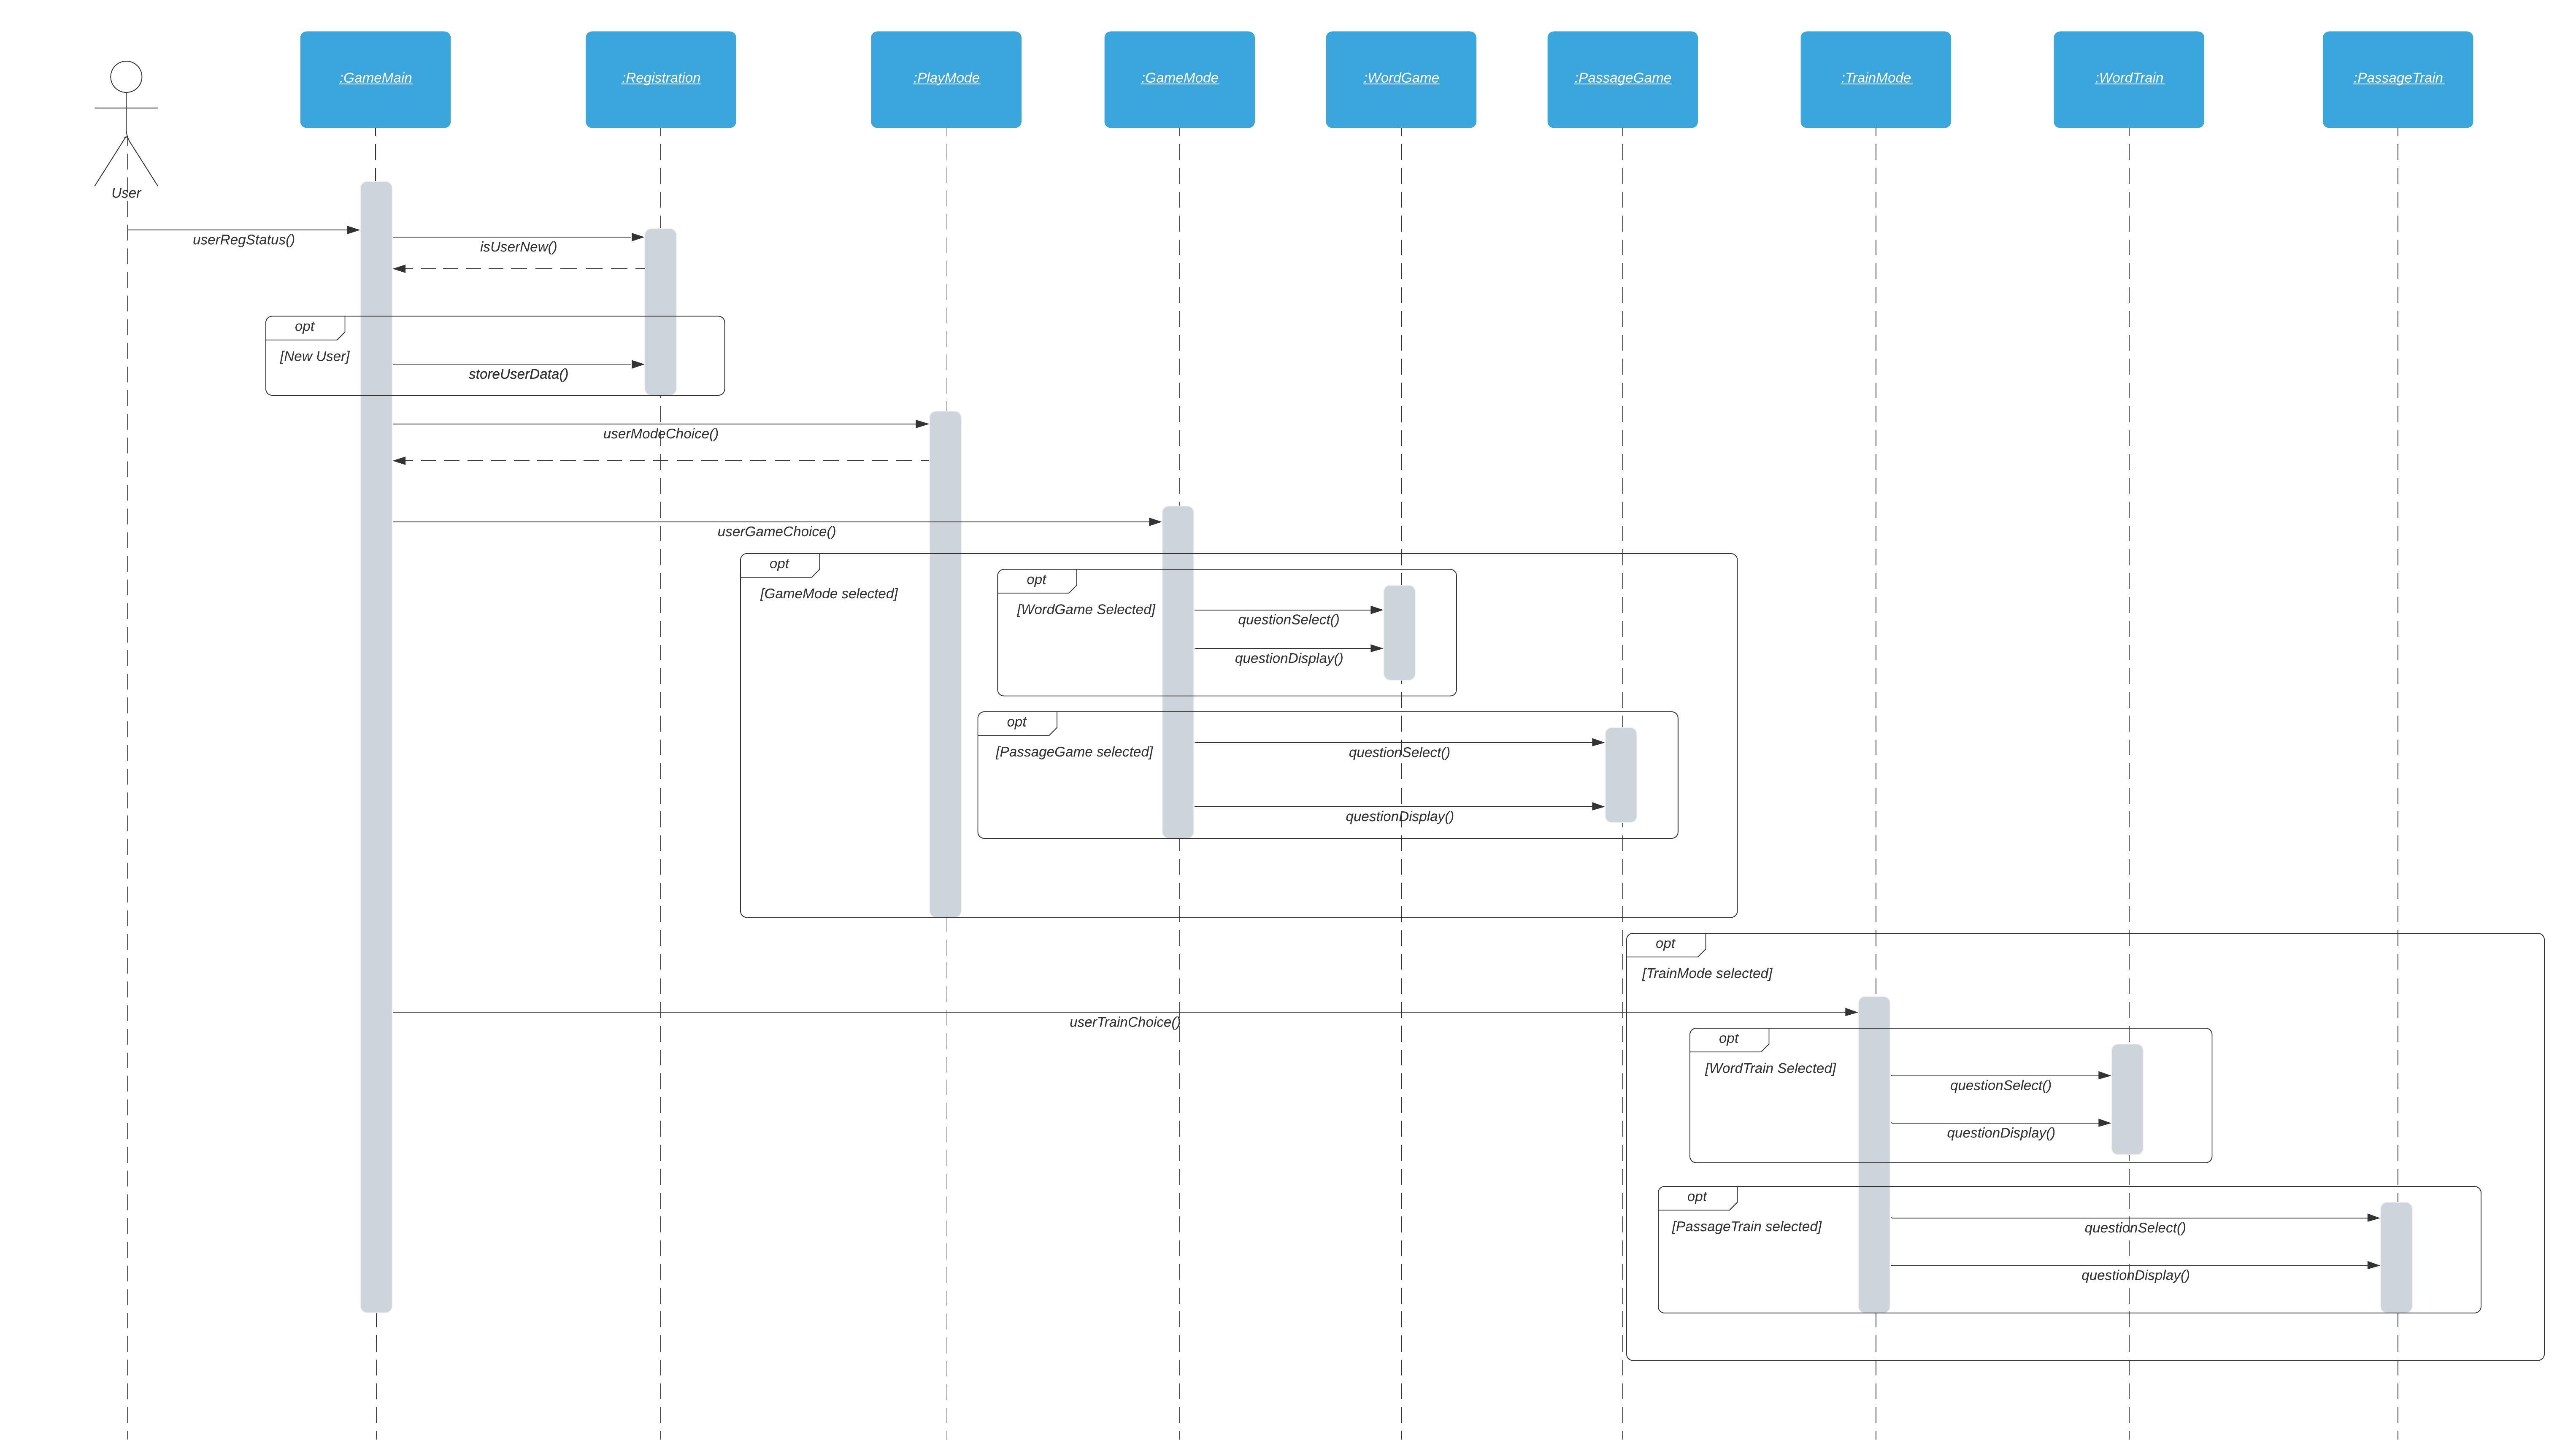 :GameMain
:Registration
:PlayMode
:GameMode
:WordGame
:PassageGame
:TrainMode
:WordTrain
:PassageTrain
User
userRegStatus()
isUserNew()
opt
[New User]
storeUserData()
userModeChoice()
userGameChoice()
opt
[GameMode selected]
opt
[WordGame Selected]
questionSelect()
questionDisplay()
opt
[PassageGame selected]
questionSelect()
questionDisplay()
opt
[TrainMode selected]
userTrainChoice()
opt
[WordTrain Selected]
questionSelect()
questionDisplay()
opt
[PassageTrain selected]
questionSelect()
questionDisplay()